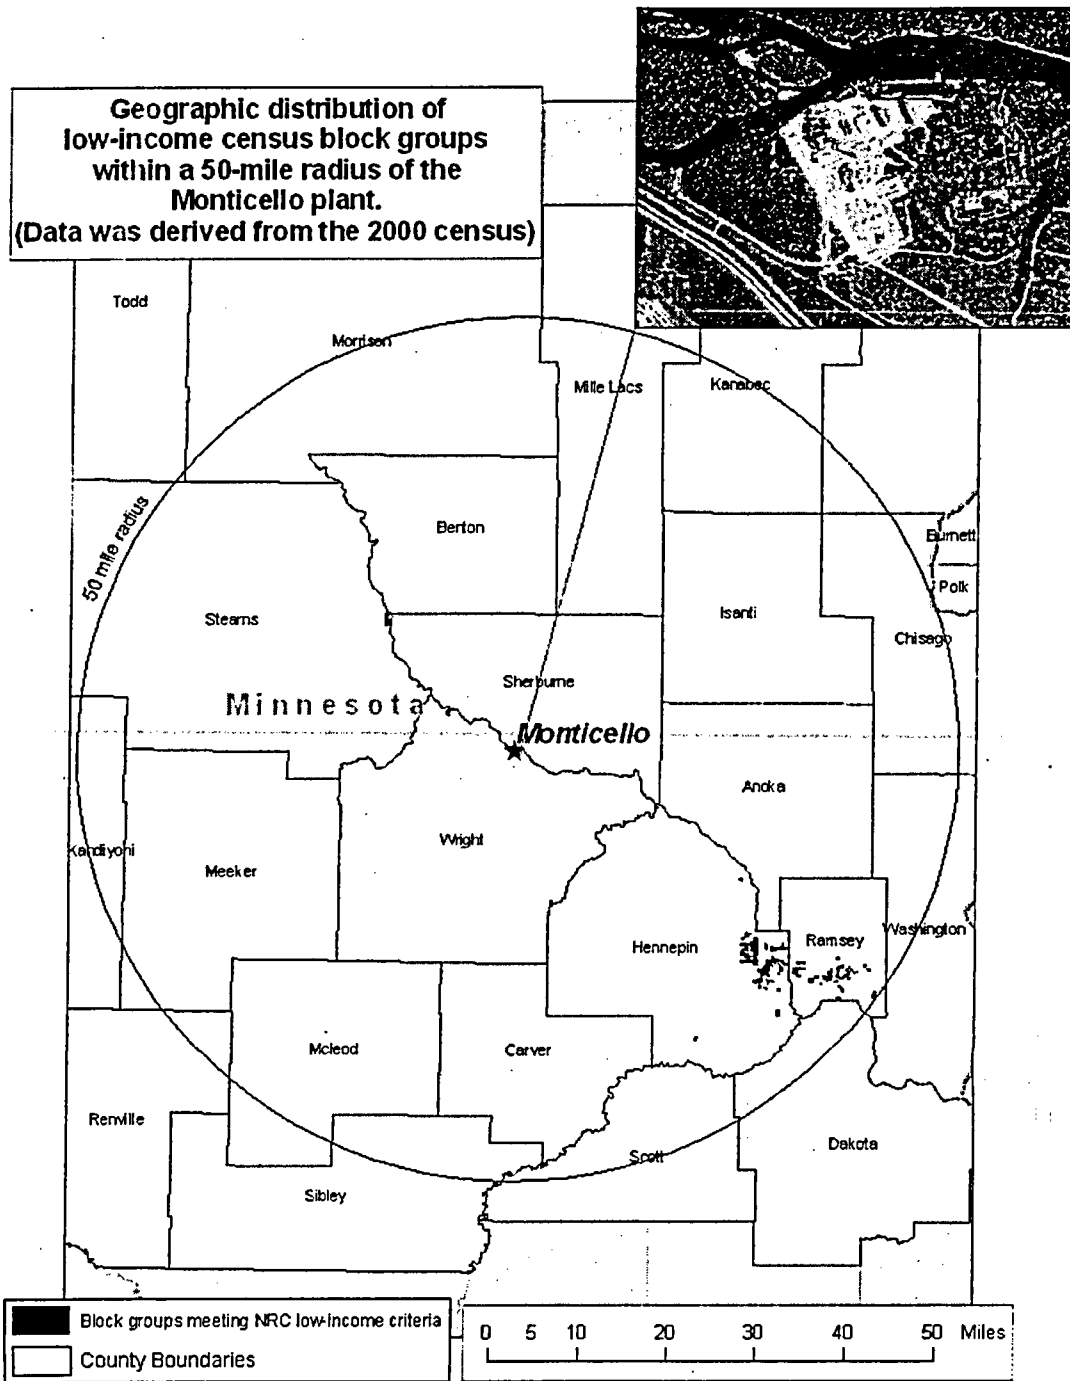 Geographic distribution of
low-income census block groups
within a 50-mile radius of the
Monticello plant.
(Data was derived from the 2000 census)
Todd
Morrison
Mille Lacs
Kanabec
50 mile radius
Berton
Burnett
Polk
Stearns
Isanti
Chisago
Sherburne
Minnesota
Monticello
Anoka
Kandiyohi
Wright
Meeker
Hennepin
Ramsey
Washington
Mcleod
Carver
Renville
Dakota
Scott
Sibley
Block groups meeting NRC low-income criteria
County Boundaries
0 5 10 20 30 40 50 Miles